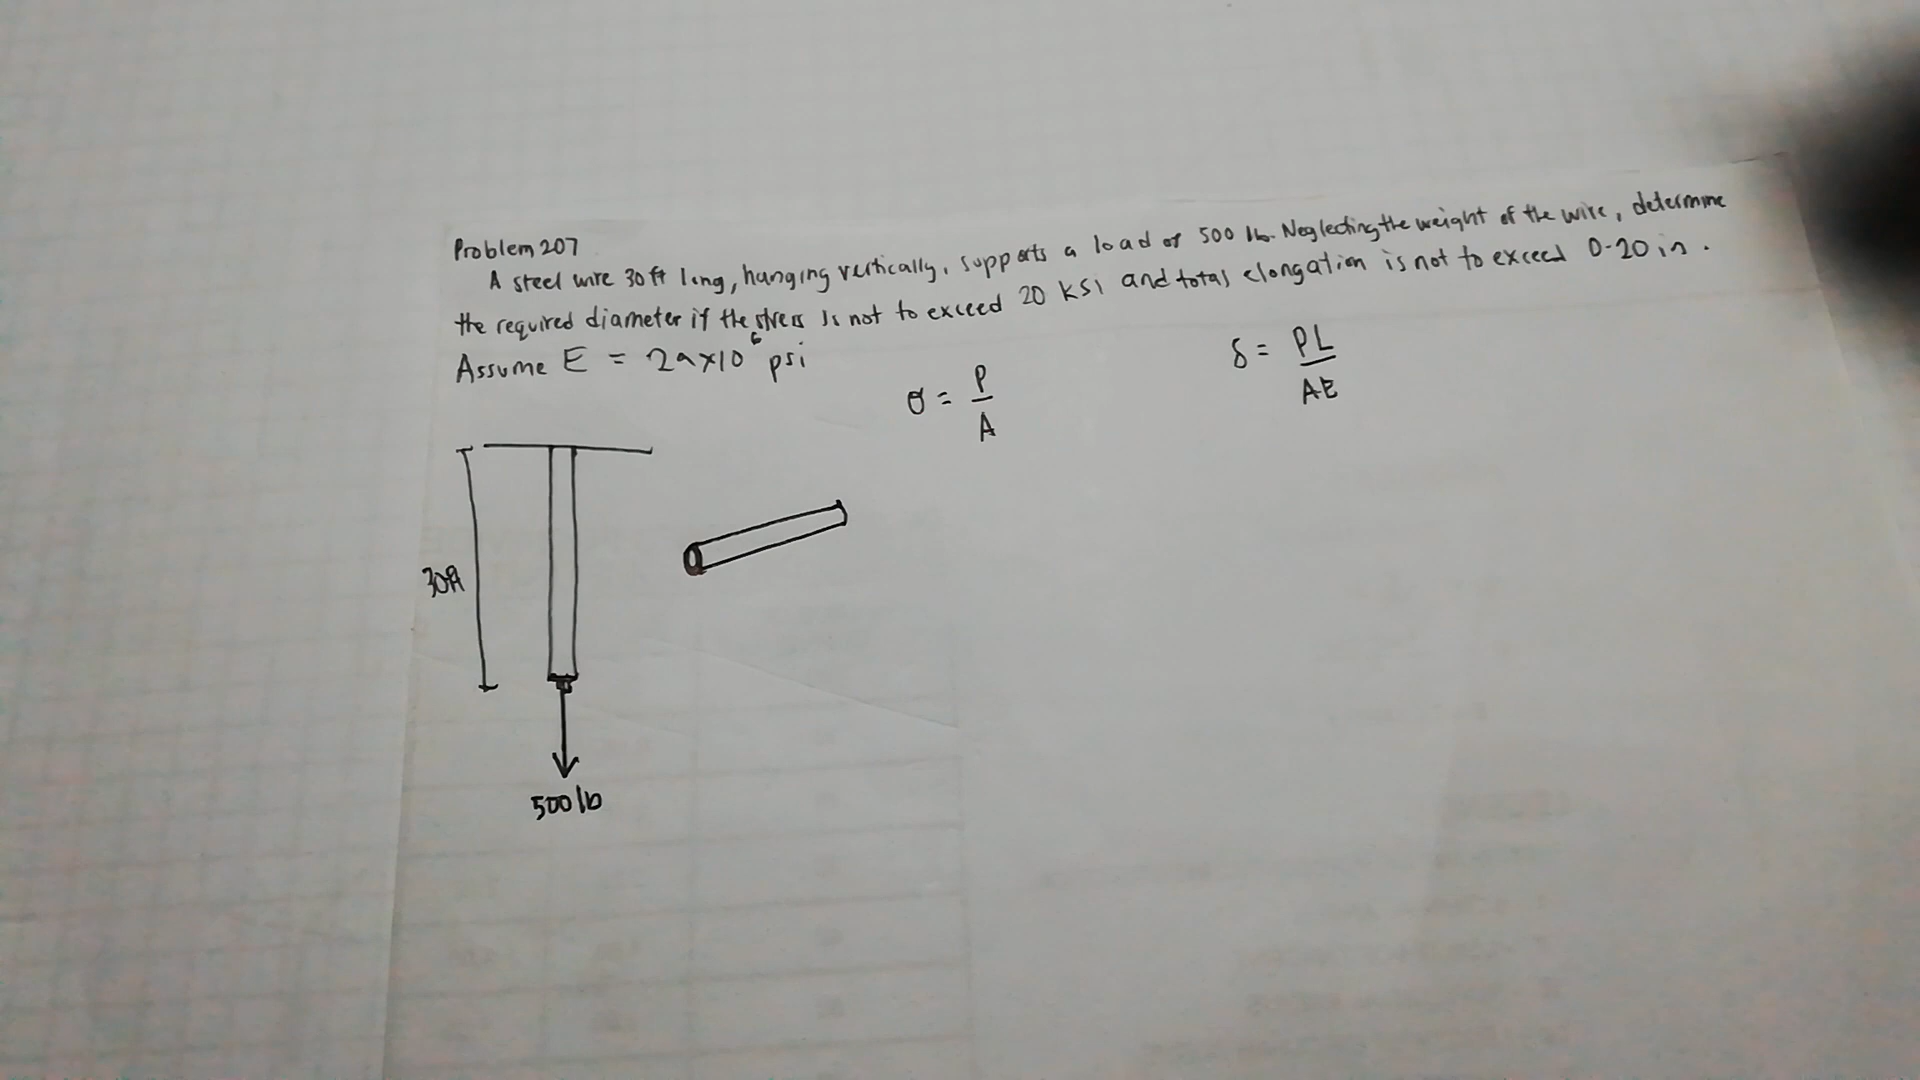 Problem 207
A steel wire 30 ft long, hanging vertically, supports a load of 500 lb. Neglecting the weight of the wire, determine
the required diameter if the stress is not to exceed 20 ksi and total elongation is not to exceed 0.20 in.
Assume E = 29x10^6 psi
σ = P/A
δ = PL/AE
30ft
500 lb